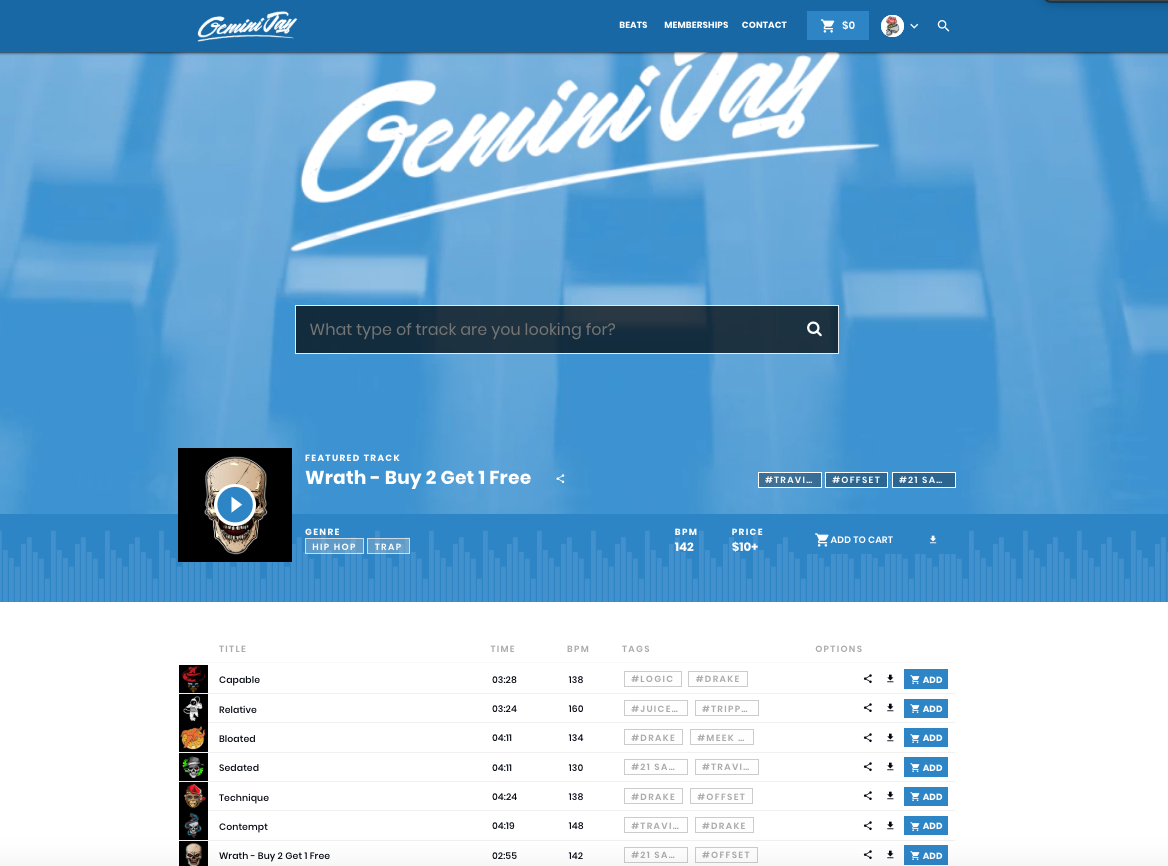 Gemini Jay BEATS MEMBERSHIPS CONTACT $0
Gemini Jay
What type of track are you looking for?
FEATURED TRACK
Wrath - Buy 2 Get 1 Free
#TRAVI... #OFFSET #21 SA...
GENRE BPM PRICE
HIP HOP TRAP 142 $10+ ADD TO CART
TITLE TIME BPM TAGS OPTIONS
Capable 03:28 138 #LOGIC #DRAKE ADD
Relative 03:24 160 #JUICE... #TRIPP... ADD
Bloated 04:11 134 #DRAKE #MEEK ... ADD
Sedated 04:11 130 #21 SA... #TRAVI... ADD
Technique 04:24 138 #DRAKE #OFFSET ADD
Contempt 04:19 148 #TRAVI... #DRAKE ADD
Wrath - Buy 2 Get 1 Free 02:55 142 #21 SA... #OFFSET ADD